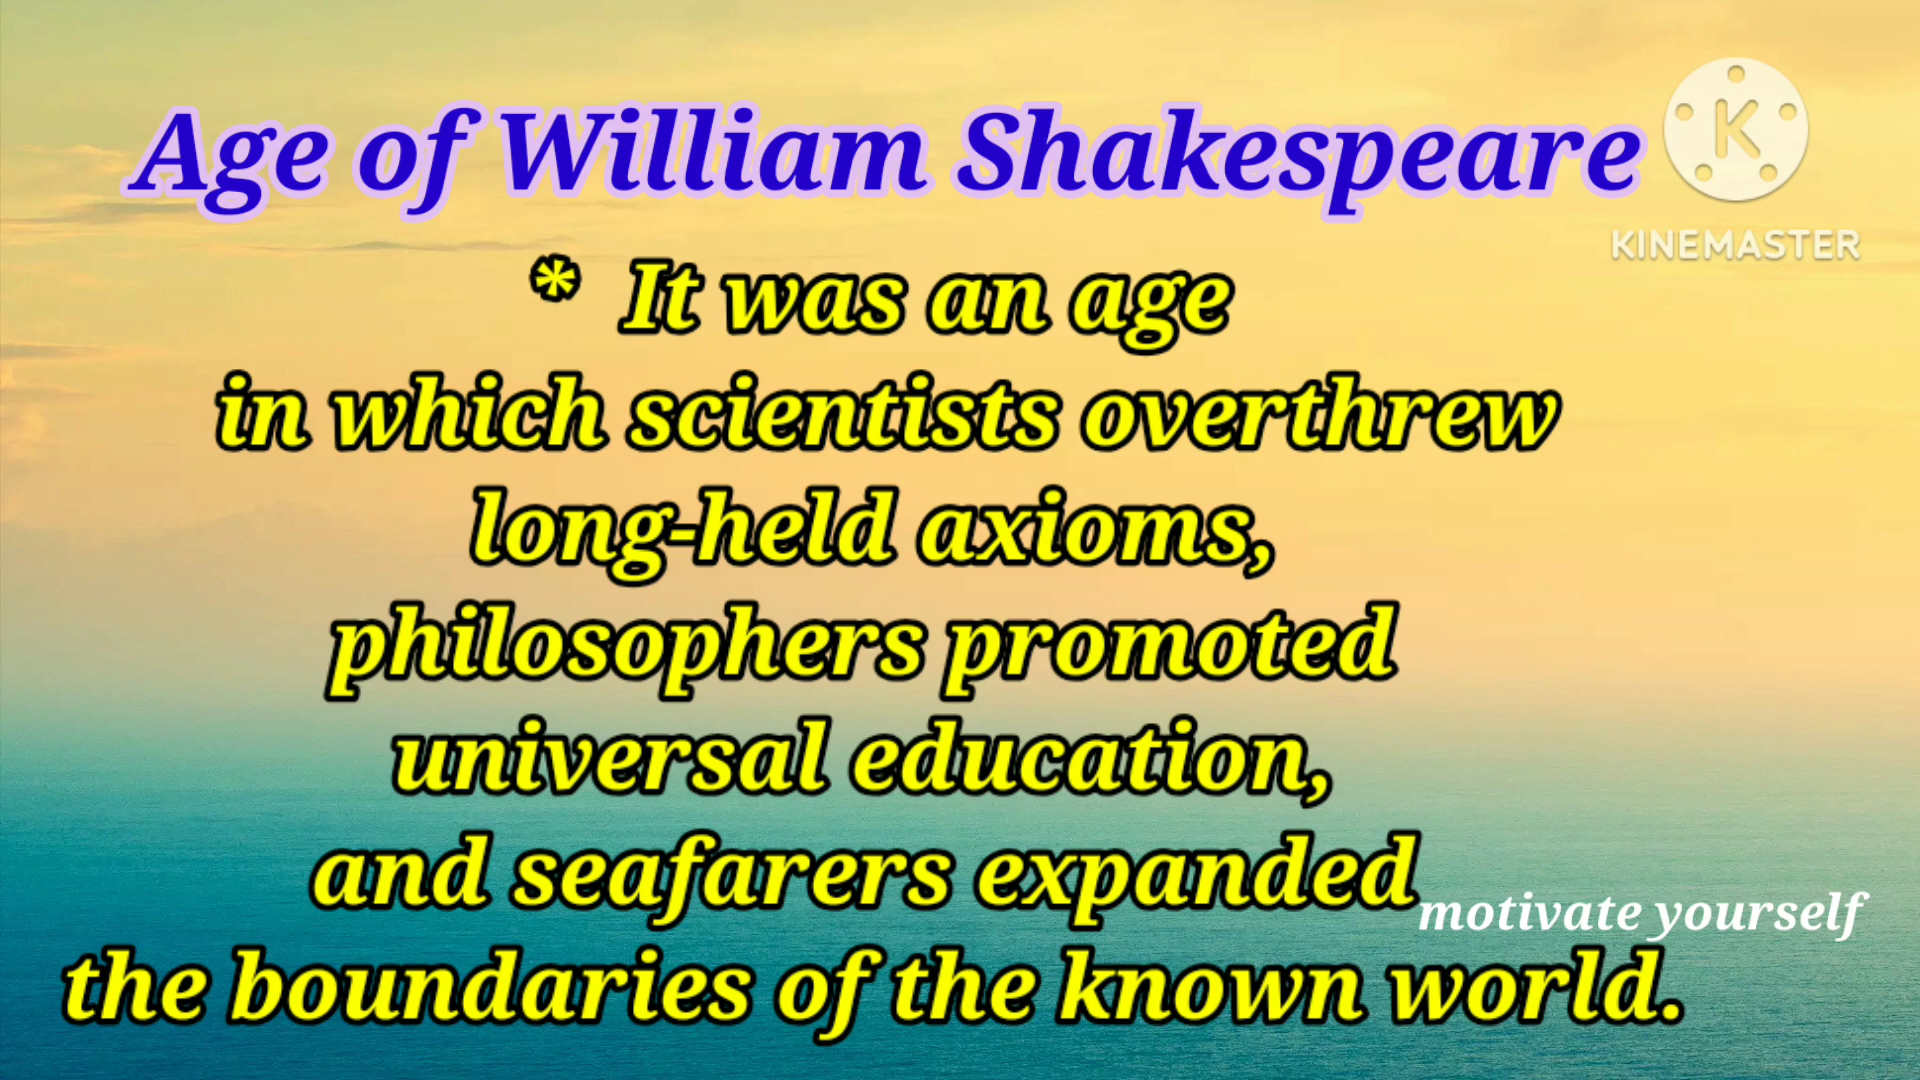 Age of William Shakespeare
K
KINEMASTER
* It was an age
in which scientists overthrew
long-held axioms,
philosophers promoted
universal education,
and seafarers expanded
motivate yourself
the boundaries of the known world.